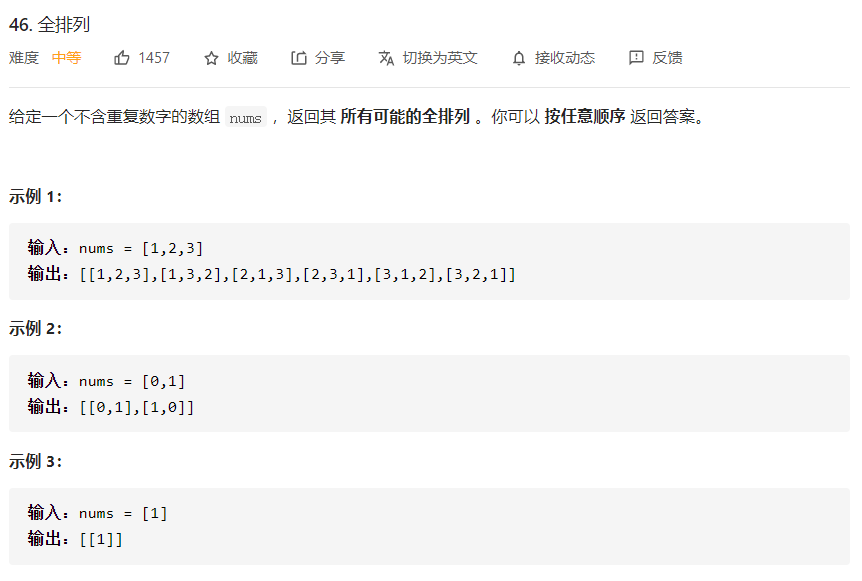 46. 全排列
难度 中等 1457 收藏 分享 切换为英文 接收动态 反馈
给定一个不含重复数字的数组 nums ，返回其 所有可能的全排列 。你可以 按任意顺序 返回答案。
示例 1：
输入：nums = [1,2,3]
输出：[[1,2,3],[1,3,2],[2,1,3],[2,3,1],[3,1,2],[3,2,1]]
示例 2：
输入：nums = [0,1]
输出：[[0,1],[1,0]]
示例 3：
输入：nums = [1]
输出：[[1]]